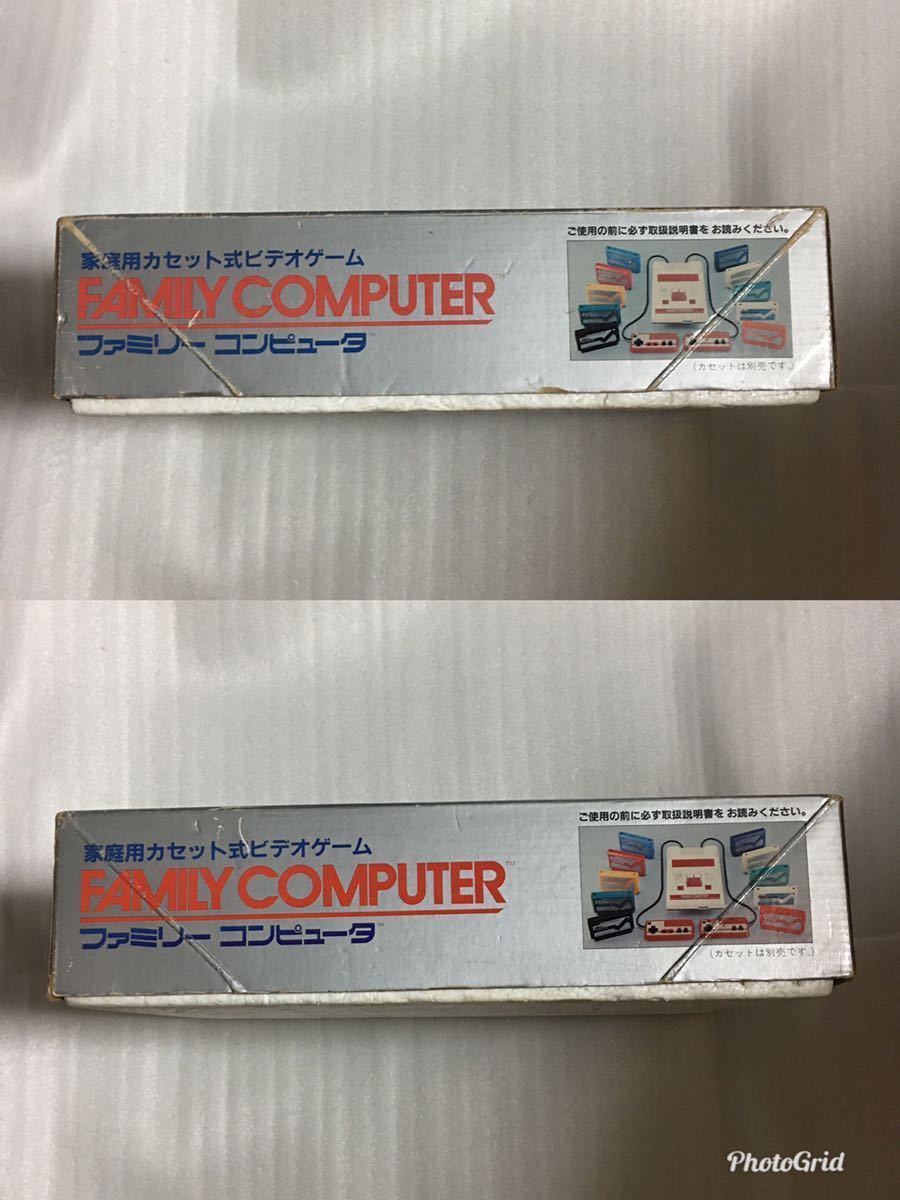 ご使用の前に必ず取扱説明書を お読みください。
家庭用カセット式ビデオゲーム
FAMILY COMPUTER™
ファミリー コンピュータ™
(カセットは別売です。)
ご使用の前に必ず取扱説明書を お読みください。
家庭用カセット式ビデオゲーム
FAMILY COMPUTER™
ファミリー コンピュータ™
(カセットは別売です。)
PhotoGrid